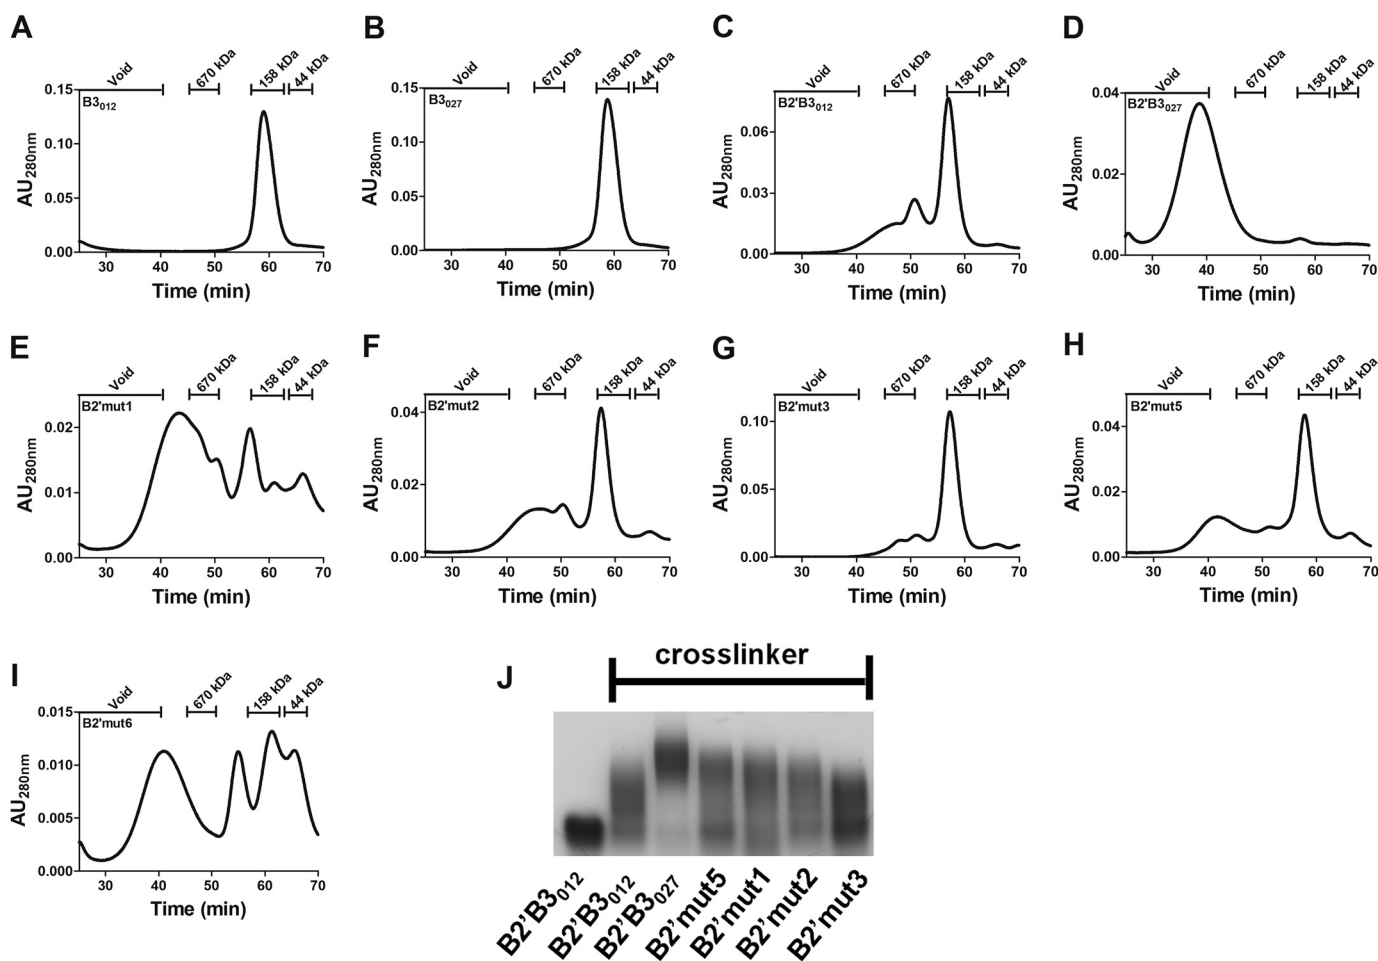 A
Void
670 kDa
158 kDa
44 kDa
B3₀₁₂
AU₂₈₀ₙₘ
0.15
0.10
0.05
0.00
30 40 50 60 70
Time (min)
B
Void
670 kDa
158 kDa
44 kDa
B3₀₂₇
AU₂₈₀ₙₘ
0.15
0.10
0.05
0.00
30 40 50 60 70
Time (min)
C
Void
670 kDa
158 kDa
44 kDa
B2'B3₀₁₂
AU₂₈₀ₙₘ
0.06
0.03
0.00
30 40 50 60 70
Time (min)
D
Void
670 kDa
158 kDa
44 kDa
B2'B3₀₂₇
AU₂₈₀ₙₘ
0.04
0.02
0.00
30 40 50 60 70
Time (min)
E
Void
670 kDa
158 kDa
44 kDa
B2'mut1
AU₂₈₀ₙₘ
0.02
0.01
0.00
30 40 50 60 70
Time (min)
F
Void
670 kDa
158 kDa
44 kDa
B2'mut2
AU₂₈₀ₙₘ
0.04
0.02
0.00
30 40 50 60 70
Time (min)
G
Void
670 kDa
158 kDa
44 kDa
B2'mut3
AU₂₈₀ₙₘ
0.10
0.05
0.00
30 40 50 60 70
Time (min)
H
Void
670 kDa
158 kDa
44 kDa
B2'mut5
AU₂₈₀ₙₘ
0.04
0.02
0.00
30 40 50 60 70
Time (min)
I
Void
670 kDa
158 kDa
44 kDa
B2'mut6
AU₂₈₀ₙₘ
0.015
0.010
0.005
0.000
30 40 50 60 70
Time (min)
J
crosslinker
B2'B3₀₁₂
B2'B3₀₁₂
B2'B3₀₂₇
B2'mut5
B2'mut1
B2'mut2
B2'mut3